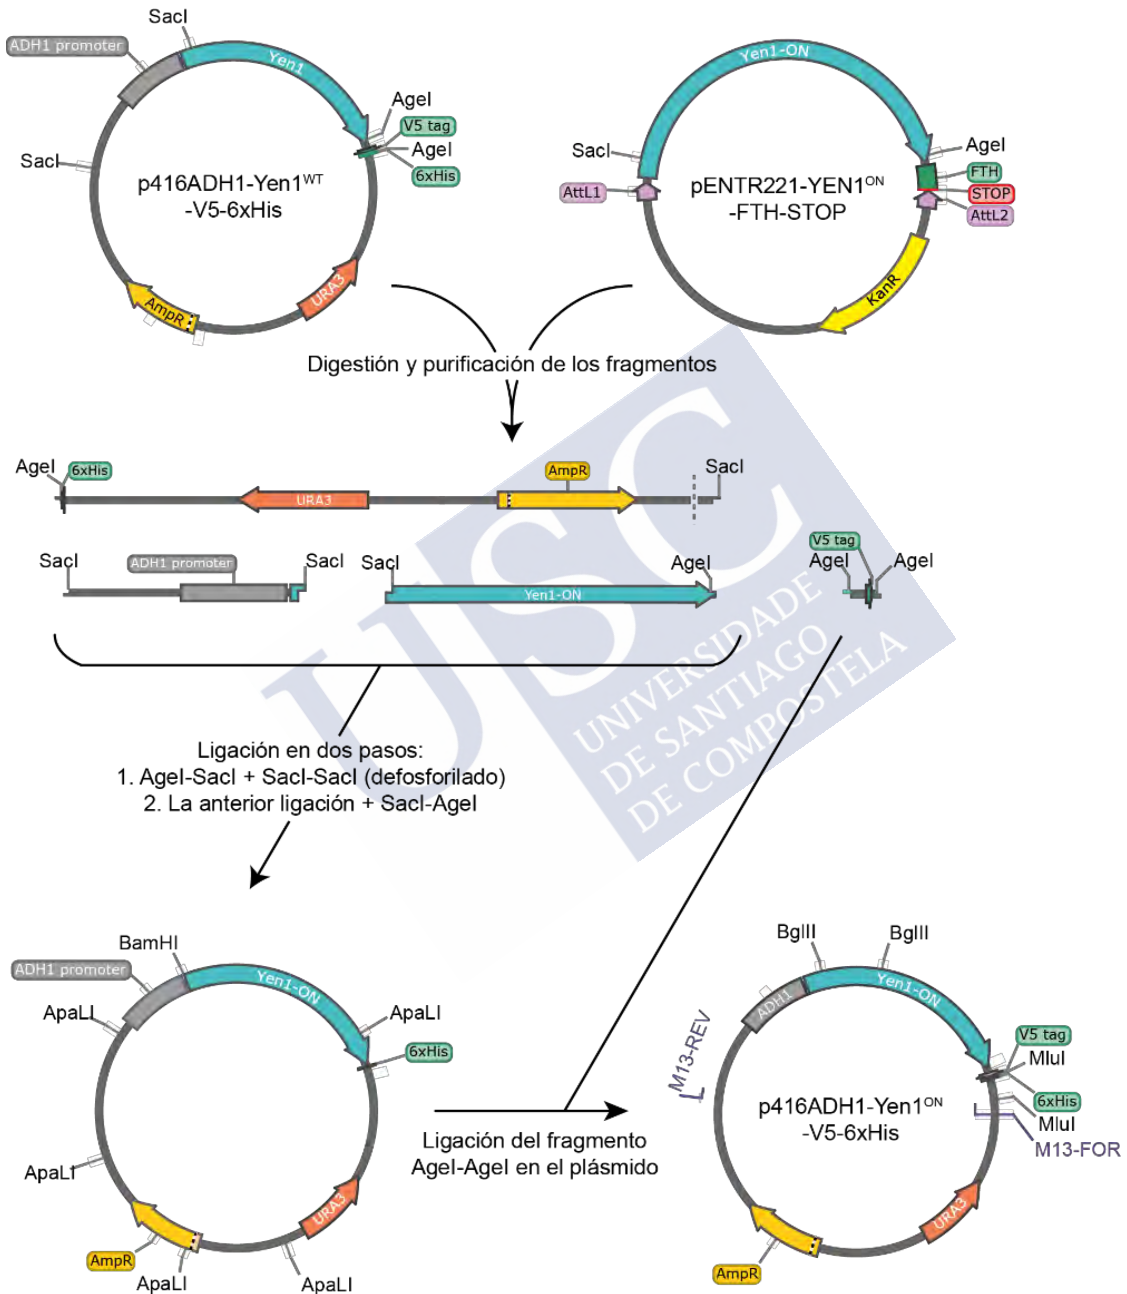 SacI
ADH1 promoter
Yen1
AgeI
V5 tag
AgeI
6xHis
SacI
p416ADH1-Yen1WT
-V5-6xHis
AmpR
URA3
Yen1-ON
SacI
AgeI
FTH
STOP
AttL2
AttL1
pENTR221-YEN1ON
-FTH-STOP
KanR
Digestión y purificación de los fragmentos
AgeI
6xHis
URA3
AmpR
SacI
SacI
ADH1 promoter
SacI
SacI
Yen1-ON
AgeI
V5 tag
AgeI
AgeI
USC
UNIVERSIDADE
DE SANTIAGO
DE COMPOSTELA
Ligación en dos pasos:
1. AgeI-SacI + SacI-SacI (defosforilado)
2. La anterior ligación + SacI-AgeI
BamHI
ADH1 promoter
Yen1-ON
ApaLI
ApaLI
6xHis
ApaLI
AmpR
ApaLI
URA3
ApaLI
Ligación del fragmento
AgeI-AgeI en el plásmido
BglII
BglII
ADH1
Yen1-ON
M13-REV
V5 tag
MluI
6xHis
MluI
M13-FOR
p416ADH1-Yen1ON
-V5-6xHis
URA3
AmpR